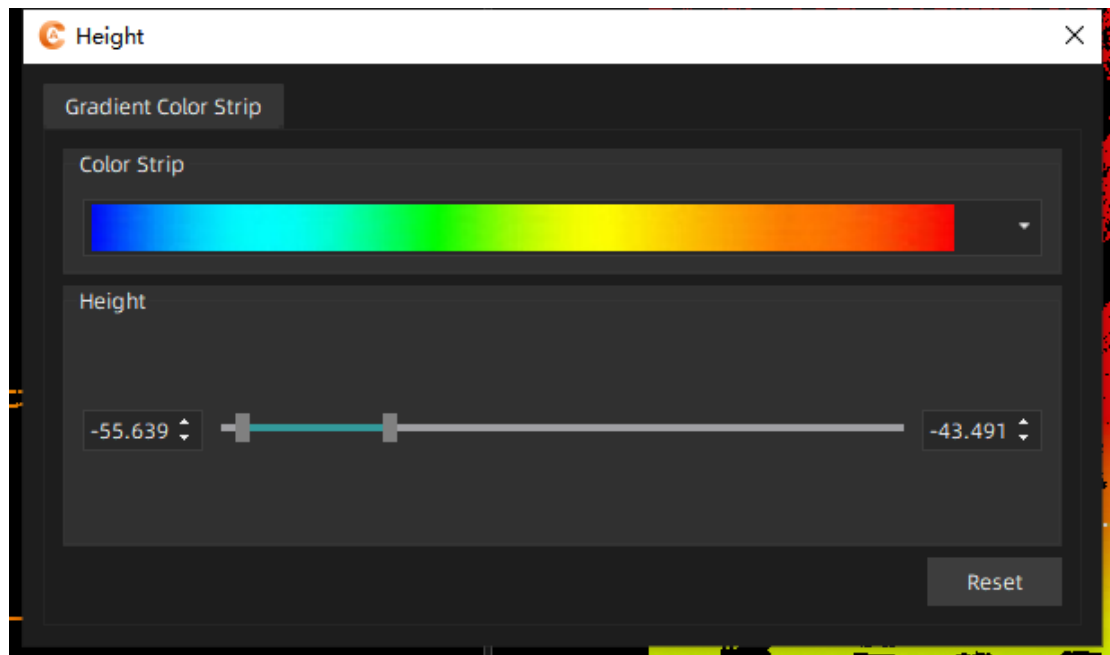 Height
Gradient Color Strip
Color Strip
Height
-55.639
-43.491
Reset